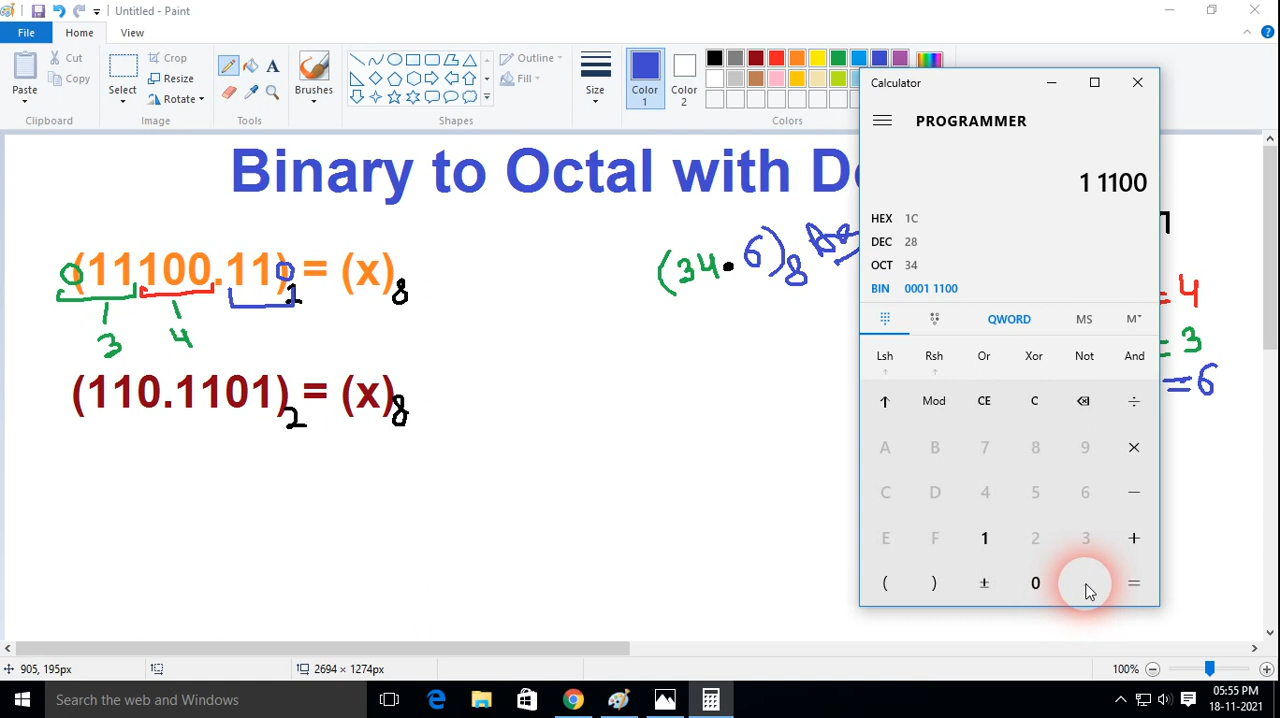 Untitled - Paint
File Home View
Paste Cut Copy Clipboard
Select Crop Resize Rotate Image
Tools
Brushes
Shapes Outline Fill
Size
Color 1 Color 2 Colors
Binary to Octal with De
(11100.11)2 = (x)8
0 0
3 4
(34.6)8
= 4
= 3
= 6
(110.1101)2 = (x)8
Calculator
PROGRAMMER
1 1100
HEX 1C
DEC 28
OCT 34
BIN 0001 1100
QWORD MS M
Lsh Rsh Or Xor Not And
↑ Mod CE C ÷
A B 7 8 9 ×
C D 4 5 6 −
E F 1 2 3 +
( ) ± 0 =
905, 195px 2694 × 1274px 100%
Search the web and Windows
05:55 PM
18-11-2021